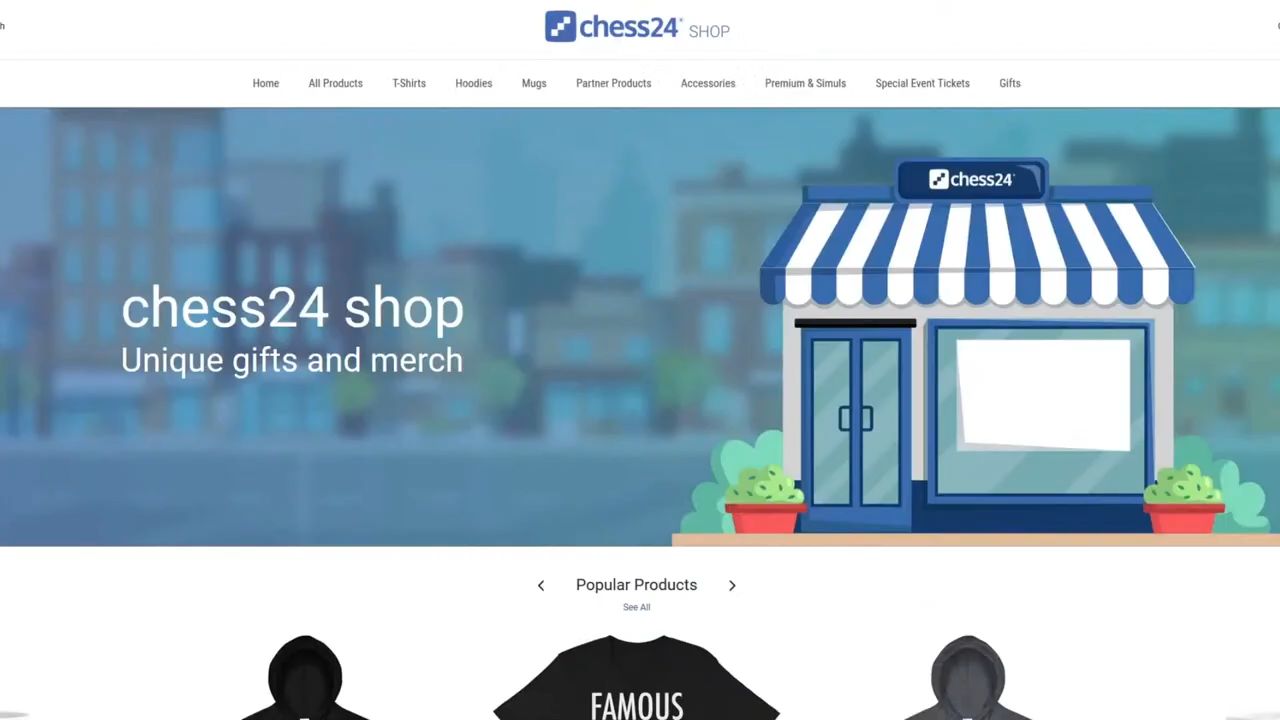 chess24 SHOP
Home All Products T-Shirts Hoodies Mugs Partner Products Accessories Premium & Simuls Special Event Tickets Gifts
chess24
chess24 shop
Unique gifts and merch
Popular Products
See All
FAMOUS